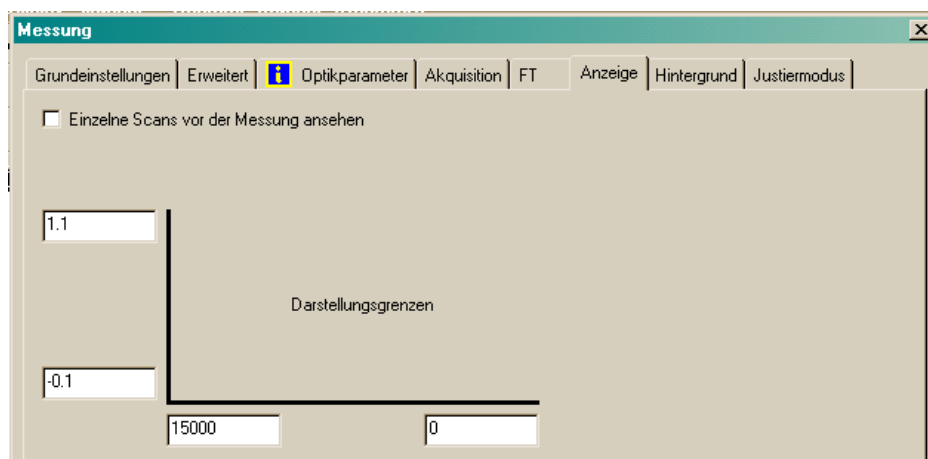 Messung
Grundeinstellungen Erweitert i Optikparameter Akquisition FT Anzeige Hintergrund Justiermodus
Einzelne Scans vor der Messung ansehen
1.1
Darstellungsgrenzen
-0.1
15000 0